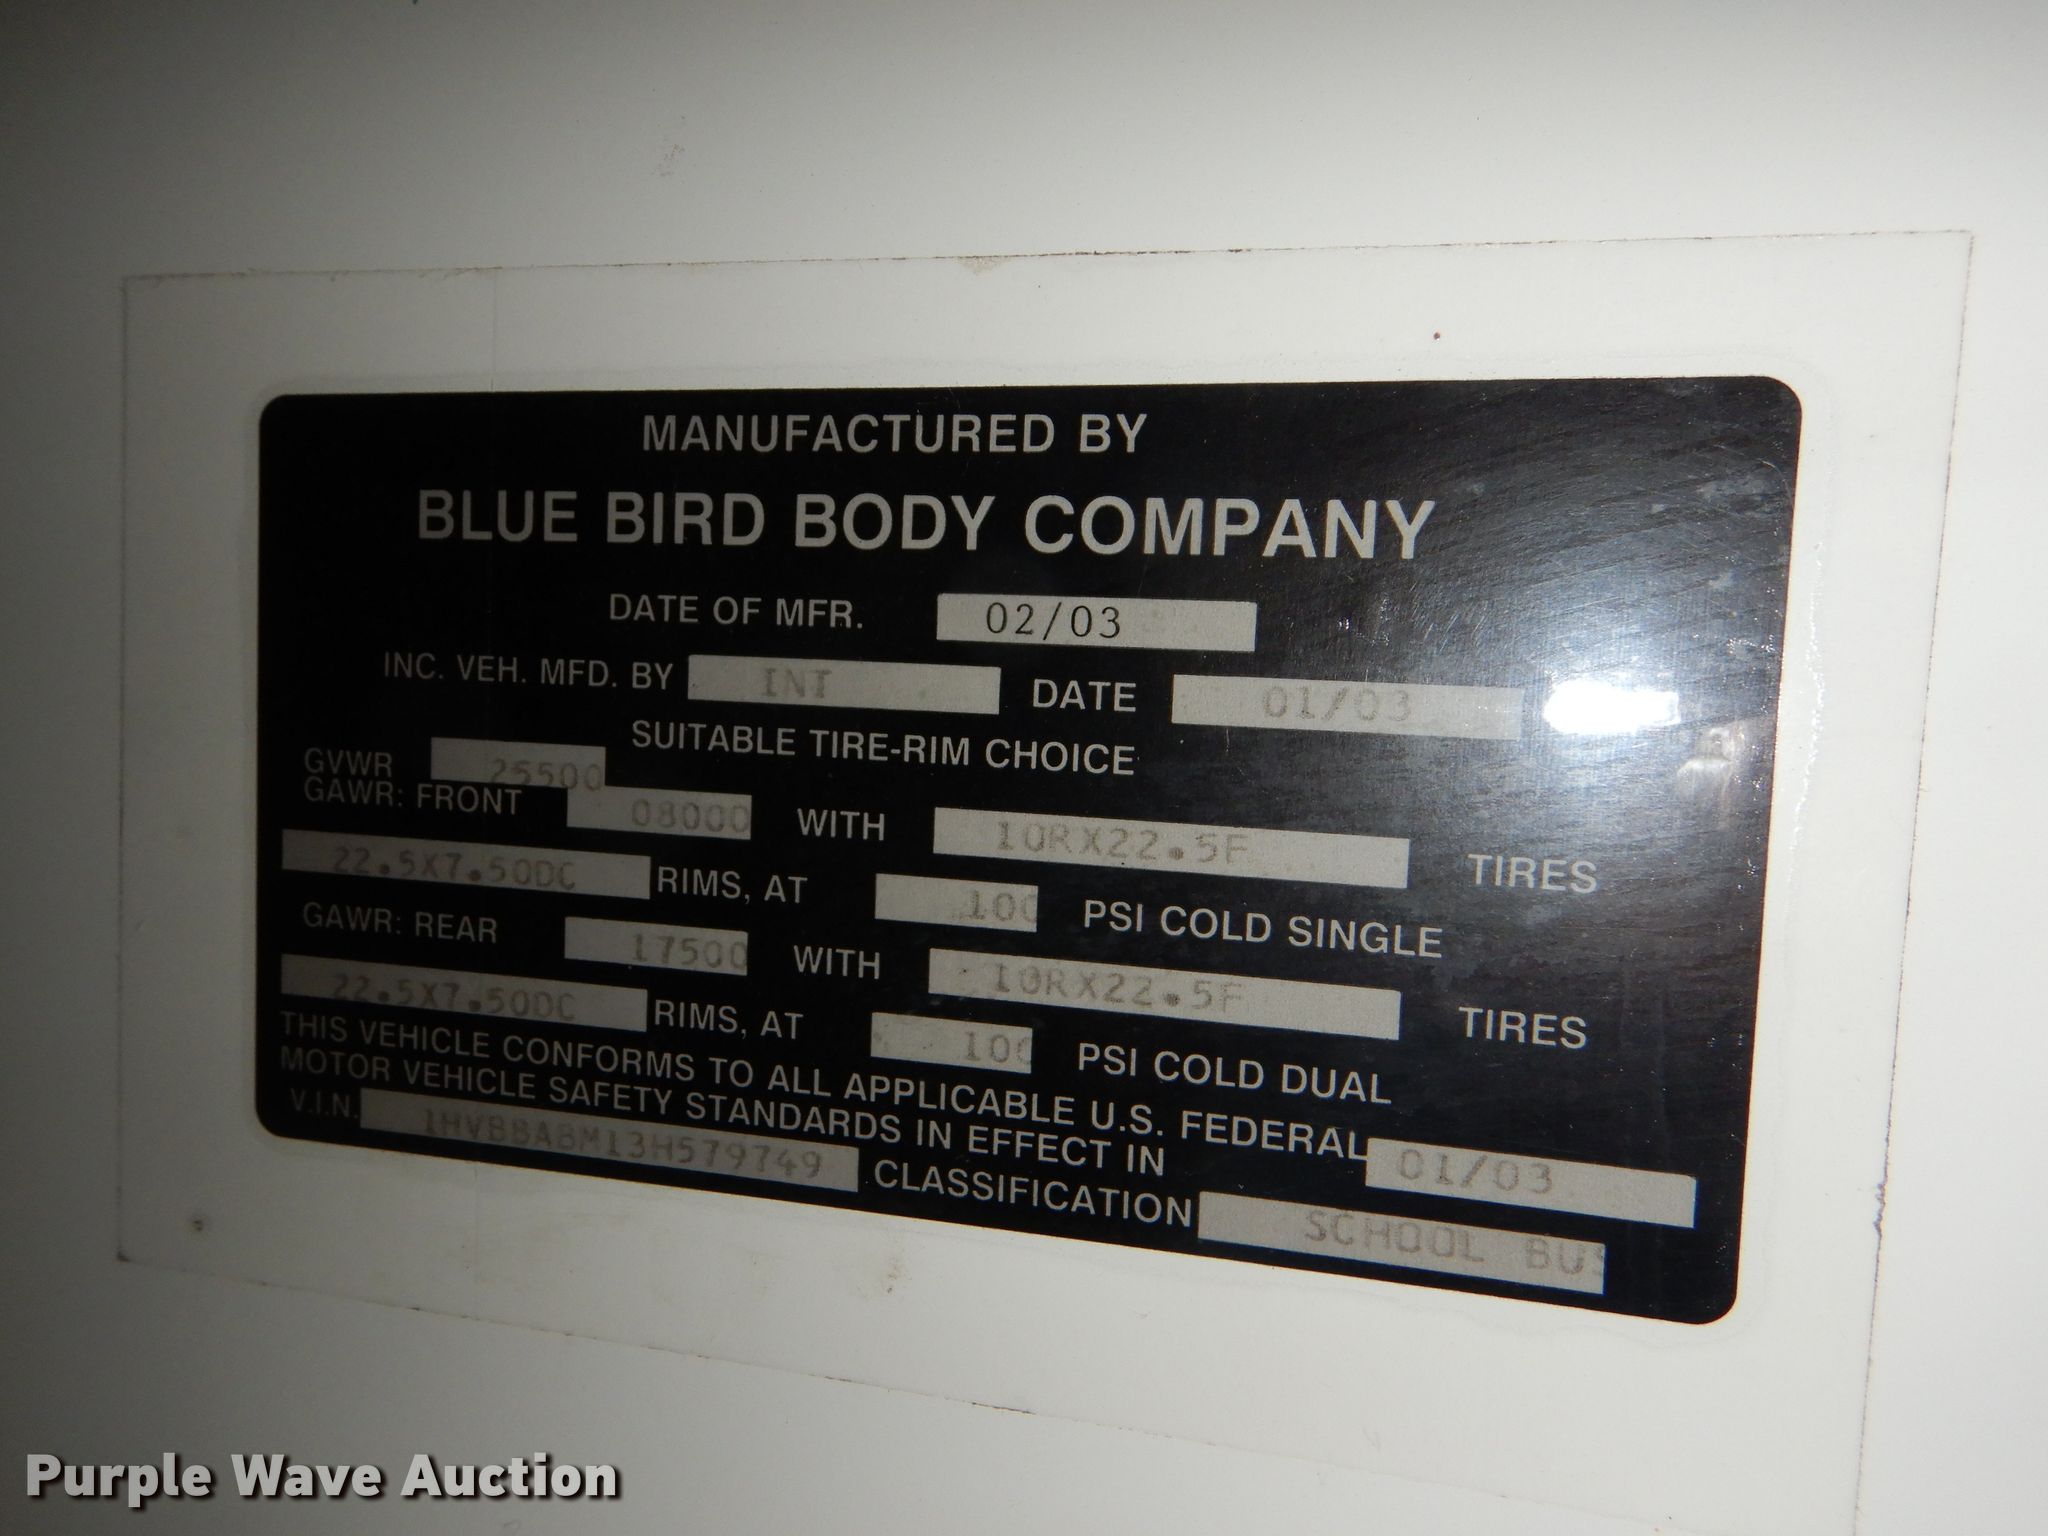 MANUFACTURED BY
BLUE BIRD BODY COMPANY
DATE OF MFR. 02/03
INC. VEH. MFD. BY INT DATE 01/03
SUITABLE TIRE-RIM CHOICE
GVWR 25500
GAWR: FRONT 08000 WITH 10RX22.5F TIRES
22.5X7.50DC RIMS, AT 100 PSI COLD SINGLE
GAWR: REAR 17500 WITH 10RX22.5F TIRES
22.5X7.50DC RIMS, AT 100 PSI COLD DUAL
THIS VEHICLE CONFORMS TO ALL APPLICABLE U.S. FEDERAL
MOTOR VEHICLE SAFETY STANDARDS IN EFFECT IN 01/03
V.I.N. 1HVBBABM13H579749 CLASSIFICATION SCHOOL BUS
Purple Wave Auction